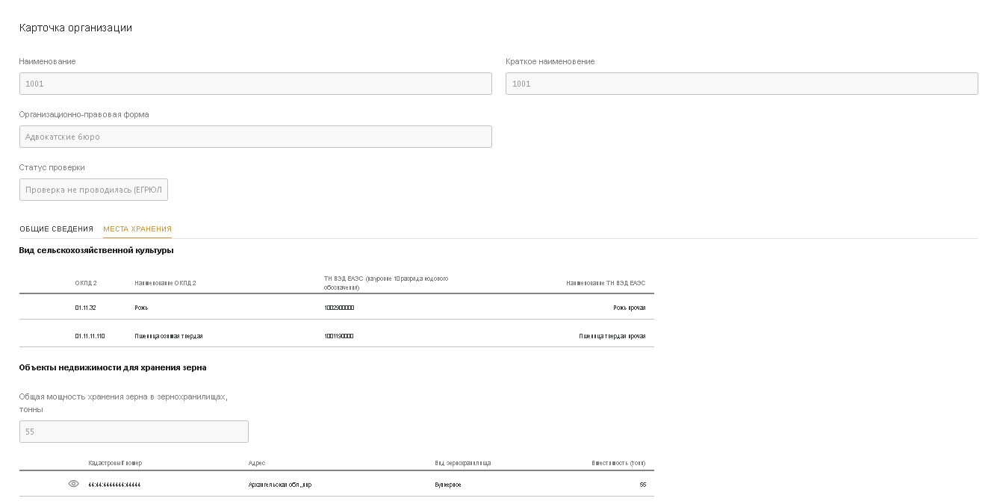 Карточка организации
Наименование
Краткое наименовение
1001
1001
Организационно-правовая форма
Адвокатские бюро
Статус проверки
Проверка не проводилась (ЕГРЮЛ
ОБЩИЕ СВЕДЕНИЯ МЕСТА ХРАНЕНИЯ
Вид сельскохозяйственной культуры
ОКПД 2
Наименование ОКПД 2
ТН ВЭД ЕАЭС (на уровне 10 разряда кодового
обозначения)
Наименование ТН ВЭД ЕАЭС
01.11.32
Рожь
1002900000
Рожь прочая
01.11.11.110
Пшеница озимая твердая
1001190000
Пшеница твердая прочая
Объекты недвижимости для хранения зерна
Общая мощность хранения зерна в зернохранилищах,
тонны
55
Кадастровый номер
Адрес
Вид зернохранилища
Вместимость (тонн)
44:44:4444444:44444
Архангельская обл,,,
Бункерное
55